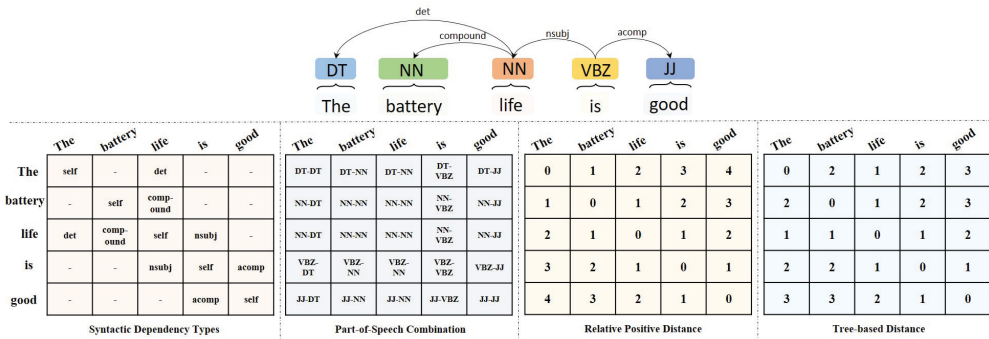 det
compound
nsubj
acomp
DT NN NN VBZ JJ
The battery life is good
The battery life is good The battery life is good The battery life is good The battery life is good
The self - det - - DT-DT DT-NN DT-NN DT-VBZ DT-JJ 0 1 2 3 4 0 2 1 2 3
battery - self comp-ound - - NN-DT NN-NN NN-NN NN-VBZ NN-JJ 1 0 1 2 3 2 0 1 2 3
life det comp-ound self nsubj - NN-DT NN-NN NN-NN NN-VBZ NN-JJ 2 1 0 1 2 1 1 0 1 2
is - - nsubj self acomp VBZ-DT VBZ-NN VBZ-NN VBZ-VBZ VBZ-JJ 3 2 1 0 1 2 2 1 0 1
good - - - acomp self JJ-DT JJ-NN JJ-NN JJ-VBZ JJ-JJ 4 3 2 1 0 3 3 2 1 0
Syntactic Dependency Types Part-of-Speech Combination Relative Positive Distance Tree-based Distance